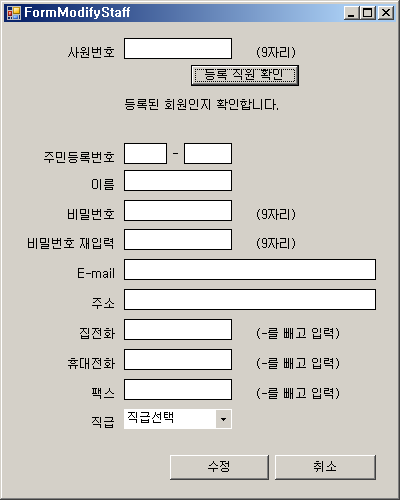 FormModifyStaff
사원번호 (9자리)
등록 직원 확인
등록된 회원인지 확인합니다.
주민등록번호 -
이름
비밀번호 (9자리)
비밀번호 재입력 (9자리)
E-mail
주소
집전화 (-를 빼고 입력)
휴대전화 (-를 빼고 입력)
팩스 (-를 빼고 입력)
직급 직급선택
수정 취소